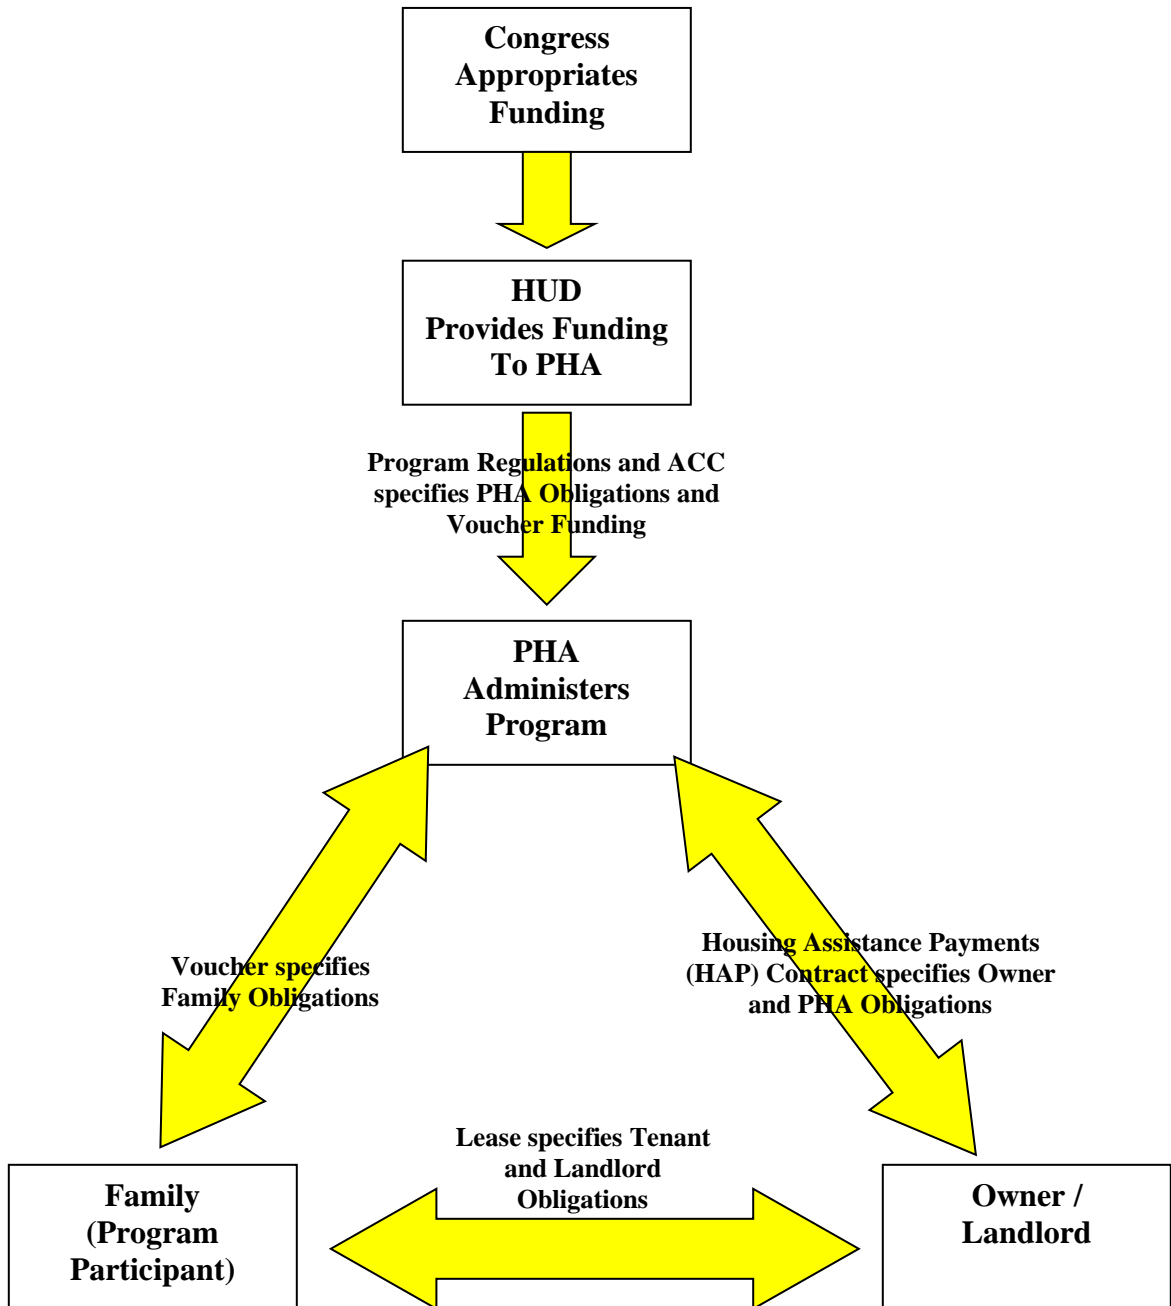 Congress
Appropriates
Funding
HUD
Provides Funding
To PHA
Program Regulations and ACC
specifies PHA Obligations and
Voucher Funding
PHA
Administers
Program
Voucher specifies
Family Obligations
Housing Assistance Payments
(HAP) Contract specifies Owner
and PHA Obligations
Lease specifies Tenant
and Landlord
Obligations
Family
(Program
Participant)
Owner /
Landlord